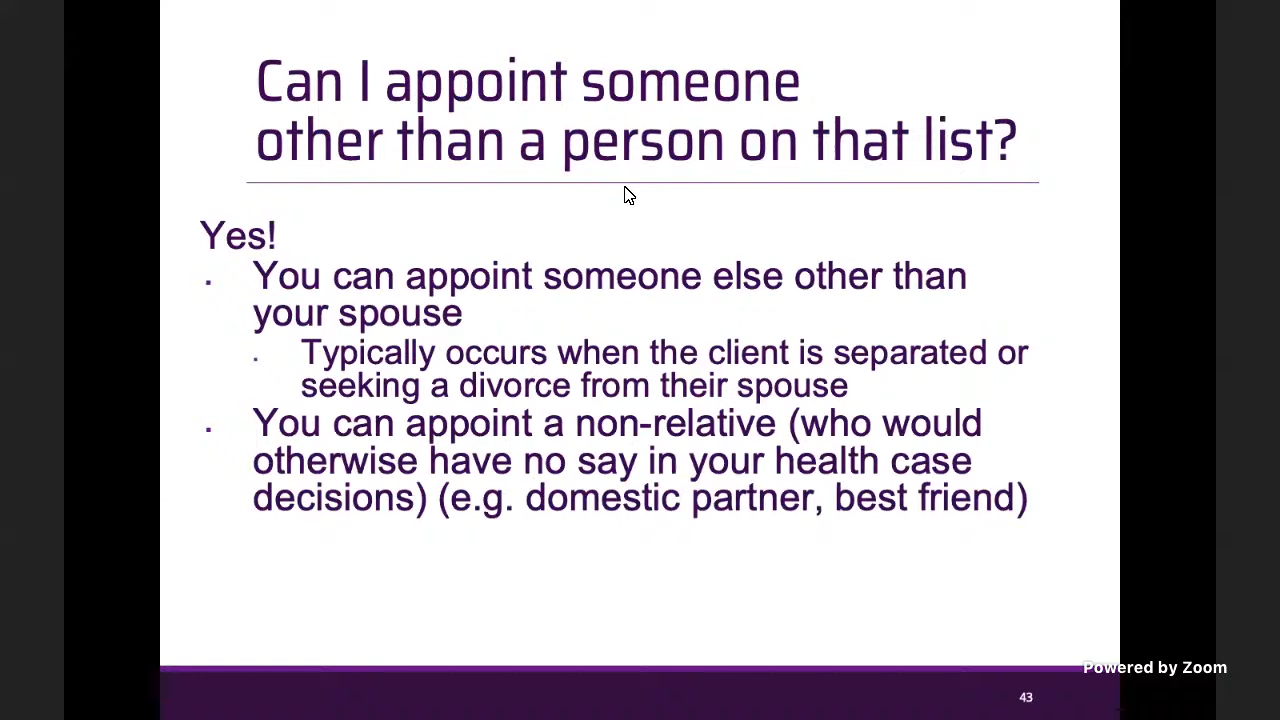 Can I appoint someone
other than a person on that list?
Yes!
· You can appoint someone else other than
your spouse
· Typically occurs when the client is separated or
seeking a divorce from their spouse
· You can appoint a non-relative (who would
otherwise have no say in your health case
decisions) (e.g. domestic partner, best friend)
Powered by Zoom
43